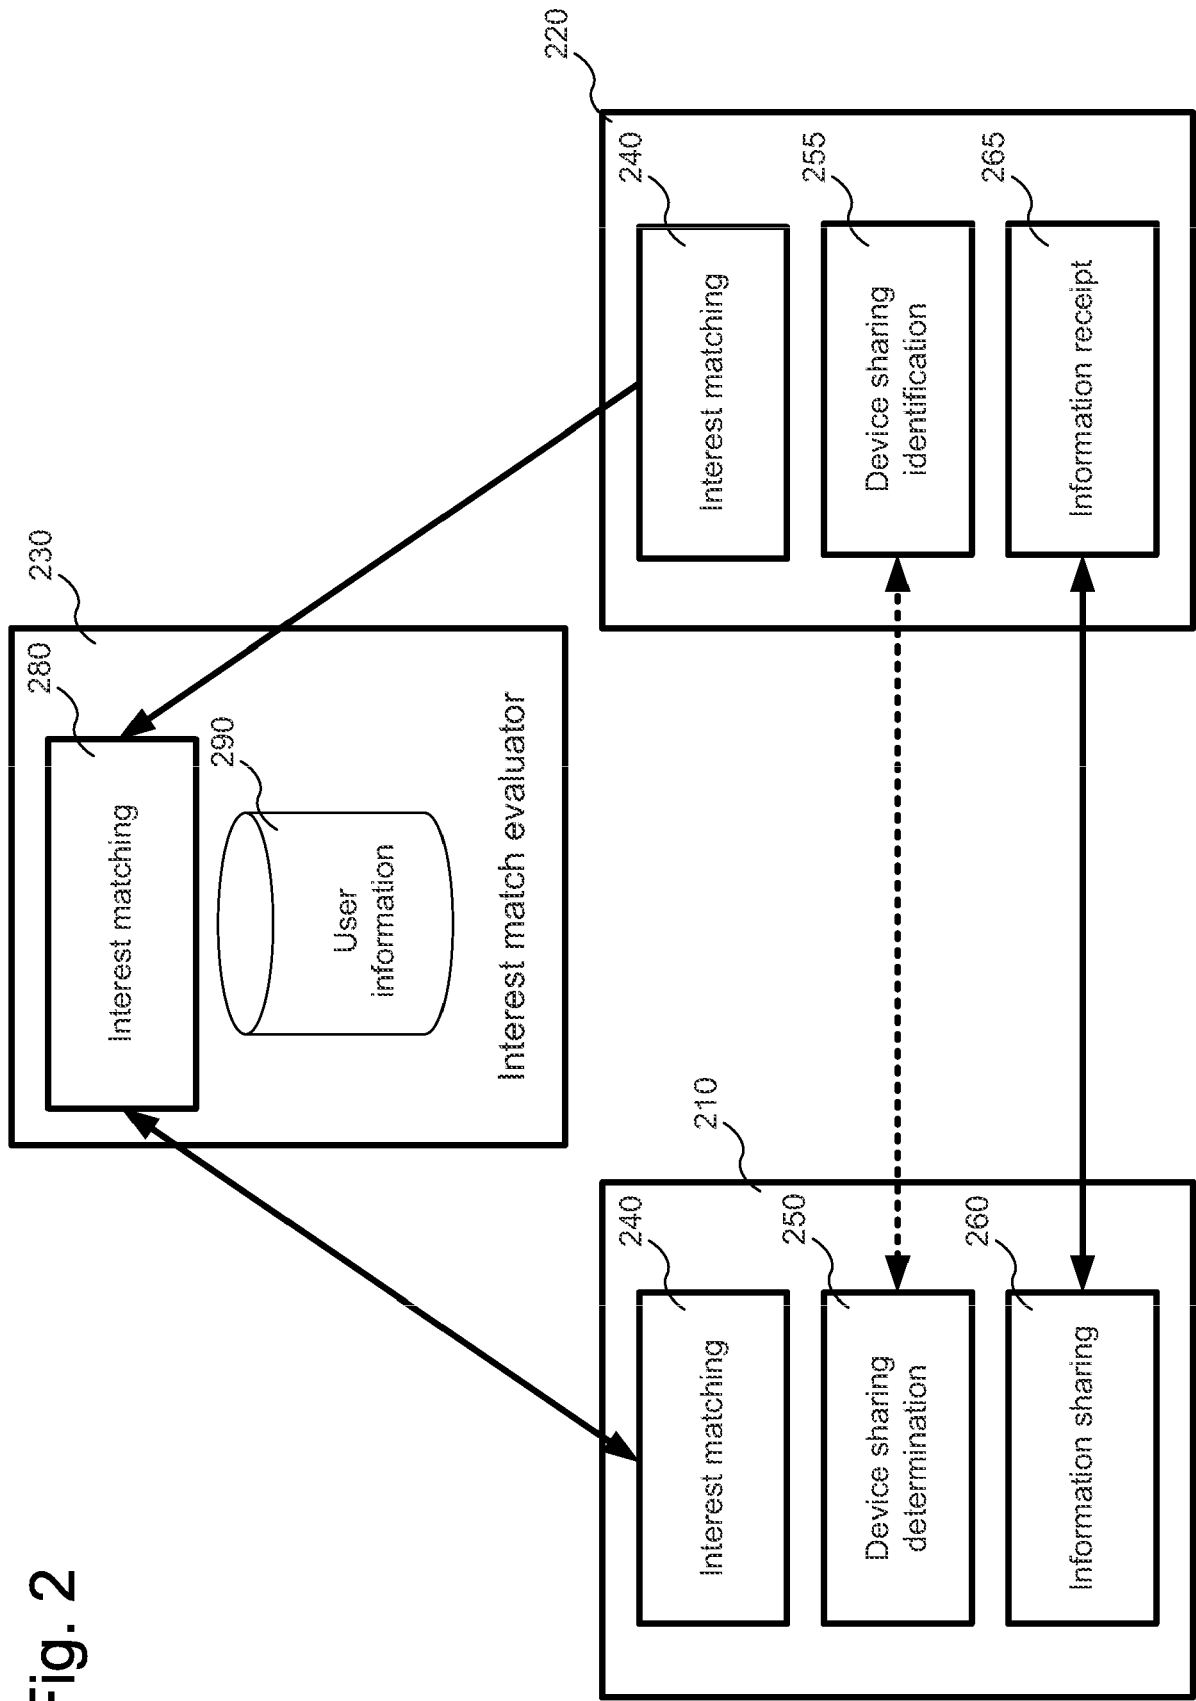 Fig. 2
230
280
Interest matching
290
User
information
Interest match evaluator
210
240
Interest matching
250
Device sharing
determination
260
Information sharing
220
240
Interest matching
255
Device sharing
identification
265
Information receipt